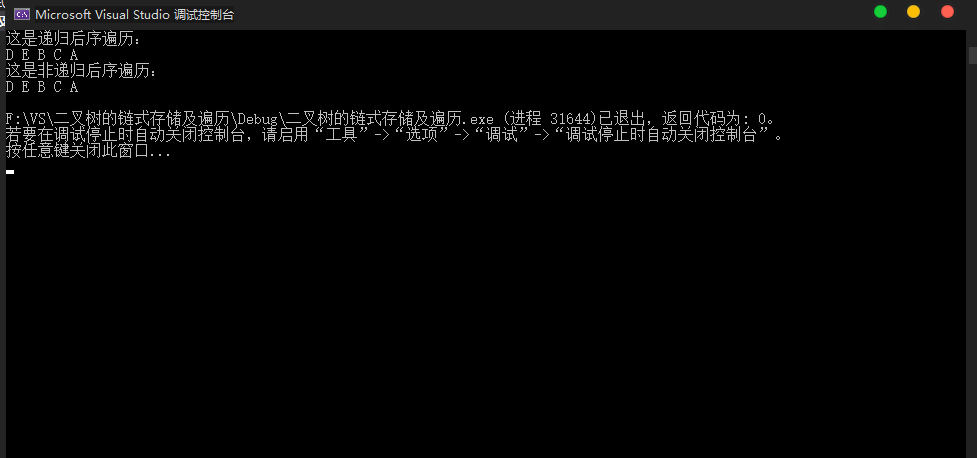 Microsoft Visual Studio 调试控制台
这是递归后序遍历:
D E B C A
这是非递归后序遍历:
D E B C A
F:\VS\二叉树的链式存储及遍历\Debug\二叉树的链式存储及遍历.exe (进程 31644)已退出，返回代码为: 0。
若要在调试停止时自动关闭控制台，请启用“工具”->“选项”->“调试”->“调试停止时自动关闭控制台”。
按任意键关闭此窗口...